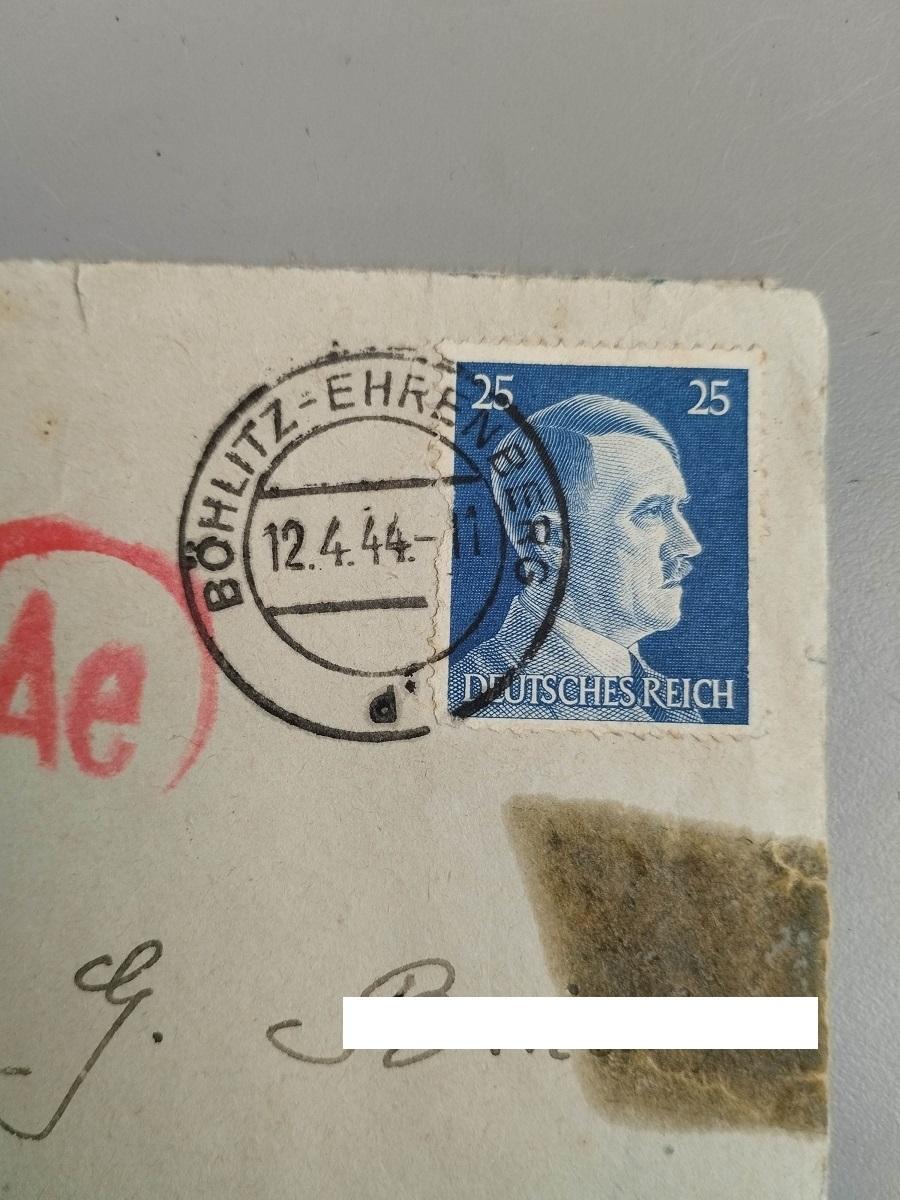 BÖHLITZ-EHRENBERG
12.4.44.-11
d
25 25
DEUTSCHES REICH
Ae
G.